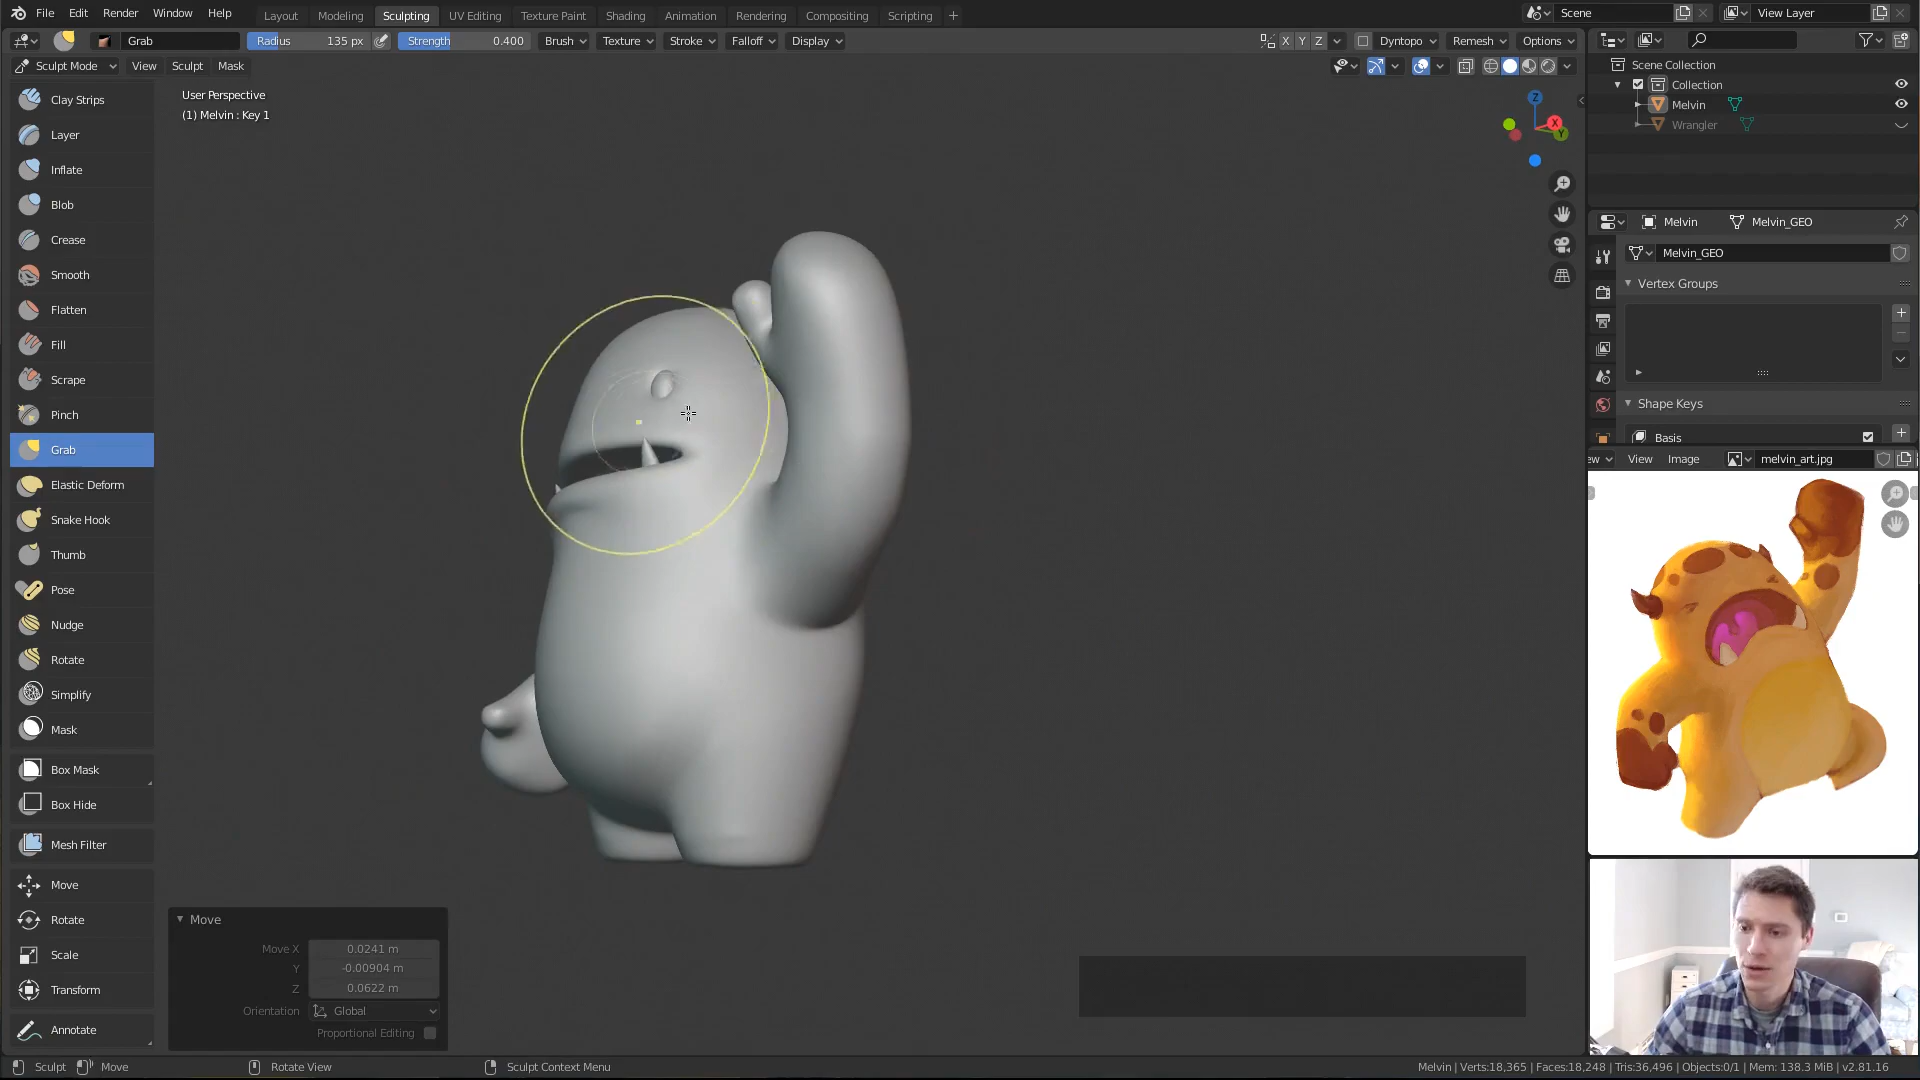 File Edit Render Window Help Layout Modeling Sculpting UV Editing Texture Paint Shading Animation Rendering Compositing Scripting + Scene View Layer
Grab Radius 135 px Strength 0.400 Brush Texture Stroke Falloff Display X Y Z Dyntopo Remesh Options
Sculpt Mode View Sculpt Mask
User Perspective
(1) Melvin : Key 1
Clay Strips
Layer
Inflate
Blob
Crease
Smooth
Flatten
Fill
Scrape
Pinch
Grab
Elastic Deform
Snake Hook
Thumb
Pose
Nudge
Rotate
Simplify
Mask
Box Mask
Box Hide
Mesh Filter
Move
Rotate
Scale
Transform
Annotate
Z
X
Y
Scene Collection
Collection
Melvin
Wrangler
Melvin Melvin_GEO
Melvin_GEO
Vertex Groups
Shape Keys
Basis
ew View Image melvin_art.jpg
Move
Move X 0.0241 m
Y -0.00904 m
Z 0.0622 m
Orientation Global
Proportional Editing
Sculpt Move Rotate View Sculpt Context Menu Melvin | Verts:18,365 | Faces:18,248 | Tris:36,496 | Objects:0/1 | Mem: 138.3 MiB | v2.81.16